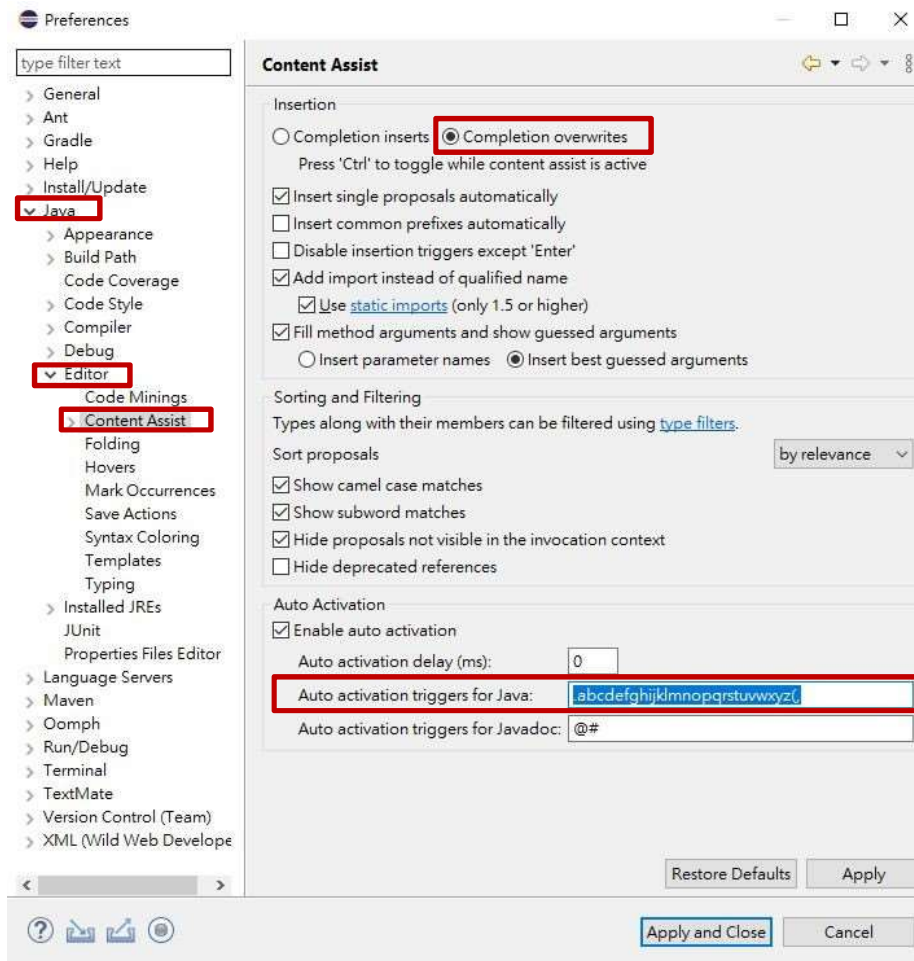 Preferences
type filter text
General
Ant
Gradle
Help
Install/Update
Java
Appearance
Build Path
Code Coverage
Code Style
Compiler
Debug
Editor
Code Minings
Content Assist
Folding
Hovers
Mark Occurrences
Save Actions
Syntax Coloring
Templates
Typing
Installed JREs
JUnit
Properties Files Editor
Language Servers
Maven
Oomph
Run/Debug
Terminal
TextMate
Version Control (Team)
XML (Wild Web Develope
Content Assist
Insertion
Completion inserts Completion overwrites
Press 'Ctrl' to toggle while content assist is active
Insert single proposals automatically
Insert common prefixes automatically
Disable insertion triggers except 'Enter'
Add import instead of qualified name
Use static imports (only 1.5 or higher)
Fill method arguments and show guessed arguments
Insert parameter names Insert best guessed arguments
Sorting and Filtering
Types along with their members can be filtered using type filters.
Sort proposals by relevance
Show camel case matches
Show subword matches
Hide proposals not visible in the invocation context
Hide deprecated references
Auto Activation
Enable auto activation
Auto activation delay (ms): 0
Auto activation triggers for Java: .abcdefghijklmnopqrstuvwxyz(,
Auto activation triggers for Javadoc: @#
Restore Defaults Apply
Apply and Close Cancel